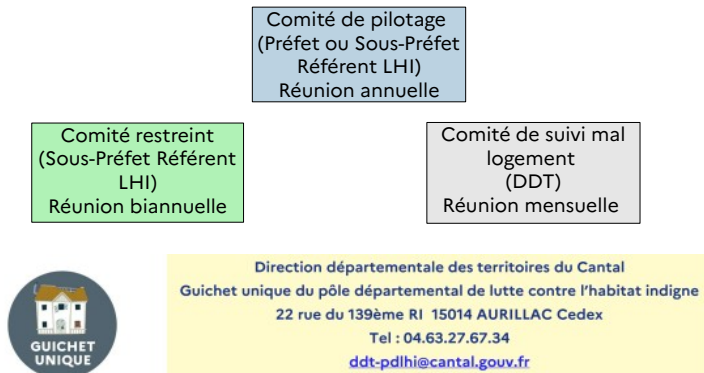 Comité de pilotage
(Préfet ou Sous-Préfet
Référent LHI)
Réunion annuelle
Comité restreint
(Sous-Préfet Référent
LHI)
Réunion biannuelle
Comité de suivi mal
logement
(DDT)
Réunion mensuelle
GUICHET
UNIQUE
Direction départementale des territoires du Cantal
Guichet unique du pôle départemental de lutte contre l'habitat indigne
22 rue du 139ème RI 15014 AURILLAC Cedex
Tel : 04.63.27.67.34
ddt-pdlhi@cantal.gouv.fr